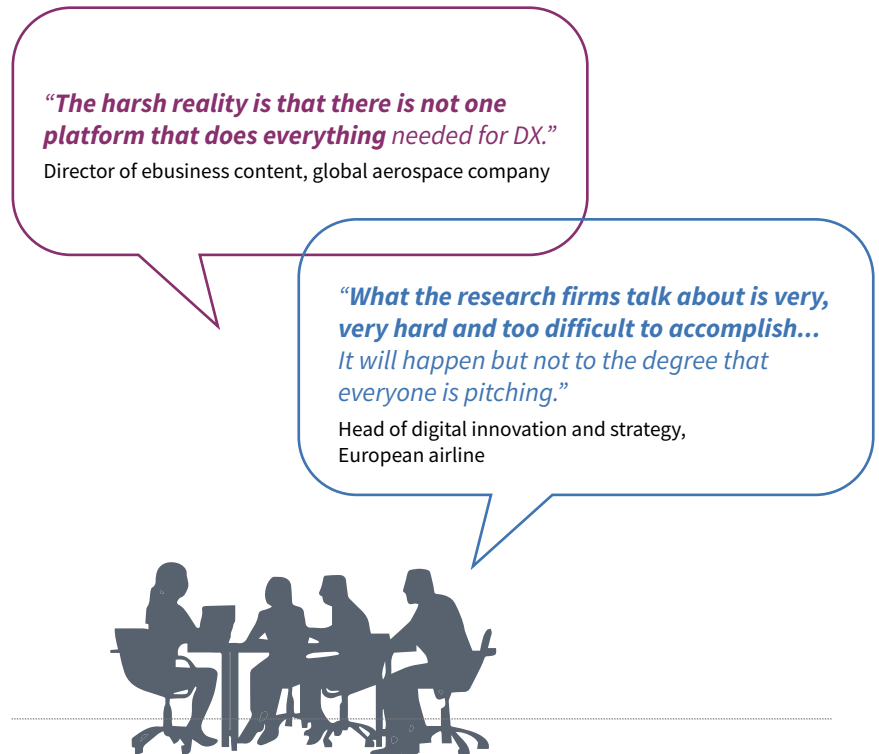 “The harsh reality is that there is not one
platform that does everything needed for DX.”
Director of ebusiness content, global aerospace company
“What the research firms talk about is very,
very hard and too difficult to accomplish...
It will happen but not to the degree that
everyone is pitching.”
Head of digital innovation and strategy,
European airline